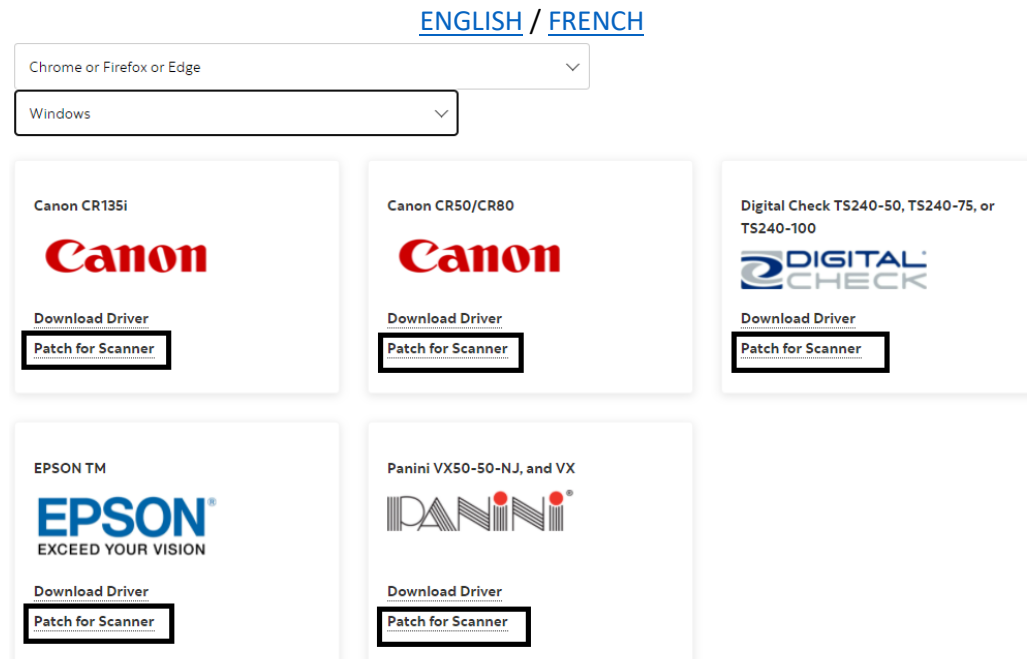 ENGLISH / FRENCH
Chrome or Firefox or Edge
Windows
Canon CR135i
Canon
Download Driver
Patch for Scanner
Canon CR50/CR80
Canon
Download Driver
Patch for Scanner
Digital Check TS240-50, TS240-75, or
TS240-100
DIGITAL
CHECK
Download Driver
Patch for Scanner
EPSON TM
EPSON®
EXCEED YOUR VISION
Download Driver
Patch for Scanner
Panini VX50-50-NJ, and VX
PANINI®
Download Driver
Patch for Scanner